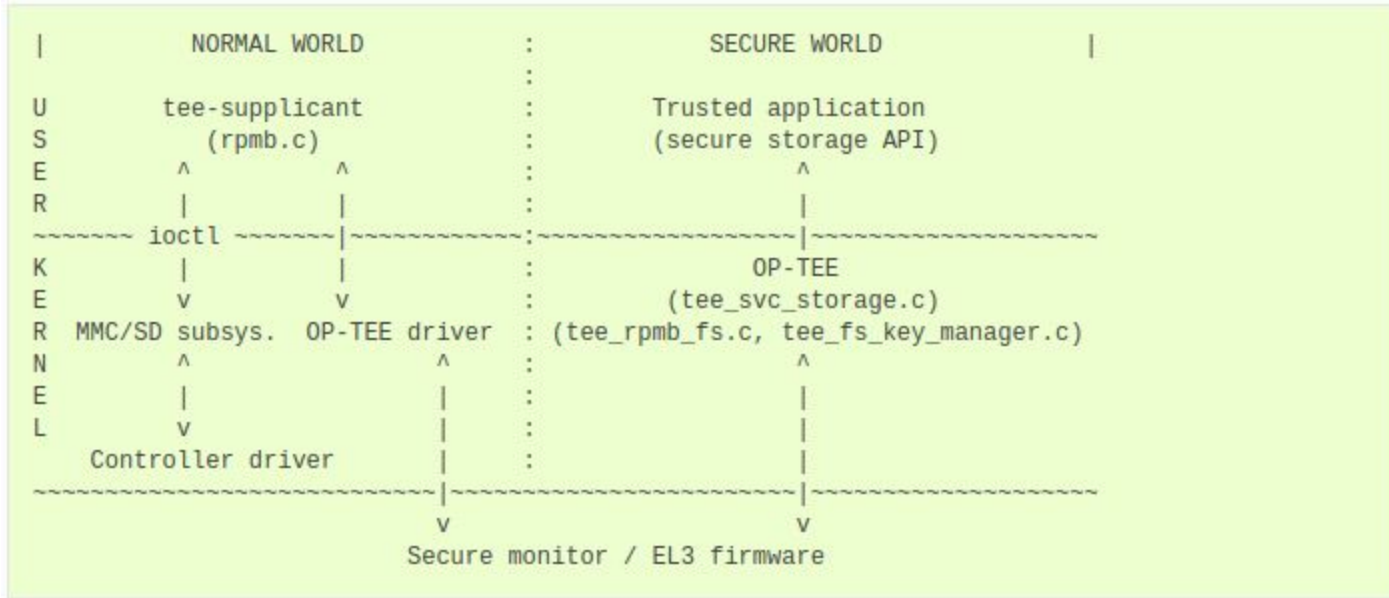 |          NORMAL WORLD           :            SECURE WORLD              |
                                  :
U        tee-supplicant           :        Trusted application
S           (rpmb.c)              :        (secure storage API)
E         ^          ^            :                  ^
R         |          |            :                  |
~~~~~~~ ioctl ~~~~~~~|~~~~~~~~~~~~:~~~~~~~~~~~~~~~~~~|~~~~~~~~~~~~~~~~~~~~
K         |          |            :               OP-TEE
E         v          v            :         (tee_svc_storage.c)
R  MMC/SD subsys.  OP-TEE driver  : (tee_rpmb_fs.c, tee_fs_key_manager.c)
N         ^                 ^     :                  ^
E         |                 |     :                  |
L         v                 |     :                  |
    Controller driver       |     :                  |
~~~~~~~~~~~~~~~~~~~~~~~~~~~~|~~~~~~~~~~~~~~~~~~~~~~~~|~~~~~~~~~~~~~~~~~~~~
                            v                        v
                          Secure monitor / EL3 firmware